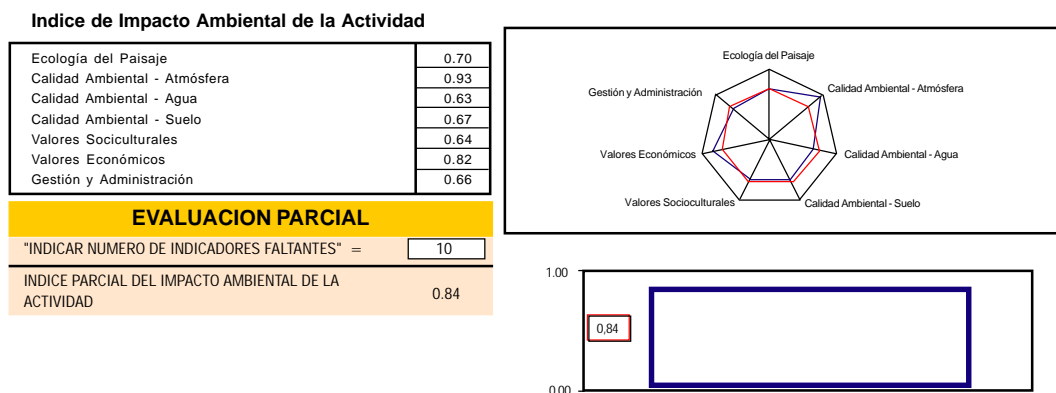 Indice de Impacto Ambiental de la Actividad
Ecología del Paisaje 0.70
Calidad Ambiental - Atmósfera 0.93
Calidad Ambiental - Agua 0.63
Calidad Ambiental - Suelo 0.67
Valores Socioculturales 0.64
Valores Económicos 0.82
Gestión y Administración 0.66
EVALUACION PARCIAL
"INDICAR NUMERO DE INDICADORES FALTANTES" = 10
INDICE PARCIAL DEL IMPACTO AMBIENTAL DE LA
ACTIVIDAD 0.84
Ecología del Paisaje
Calidad Ambiental - Atmósfera
Calidad Ambiental - Agua
Calidad Ambiental - Suelo
Valores Socioculturales
Valores Económicos
Gestión y Administración
1.00
0,84
0.00